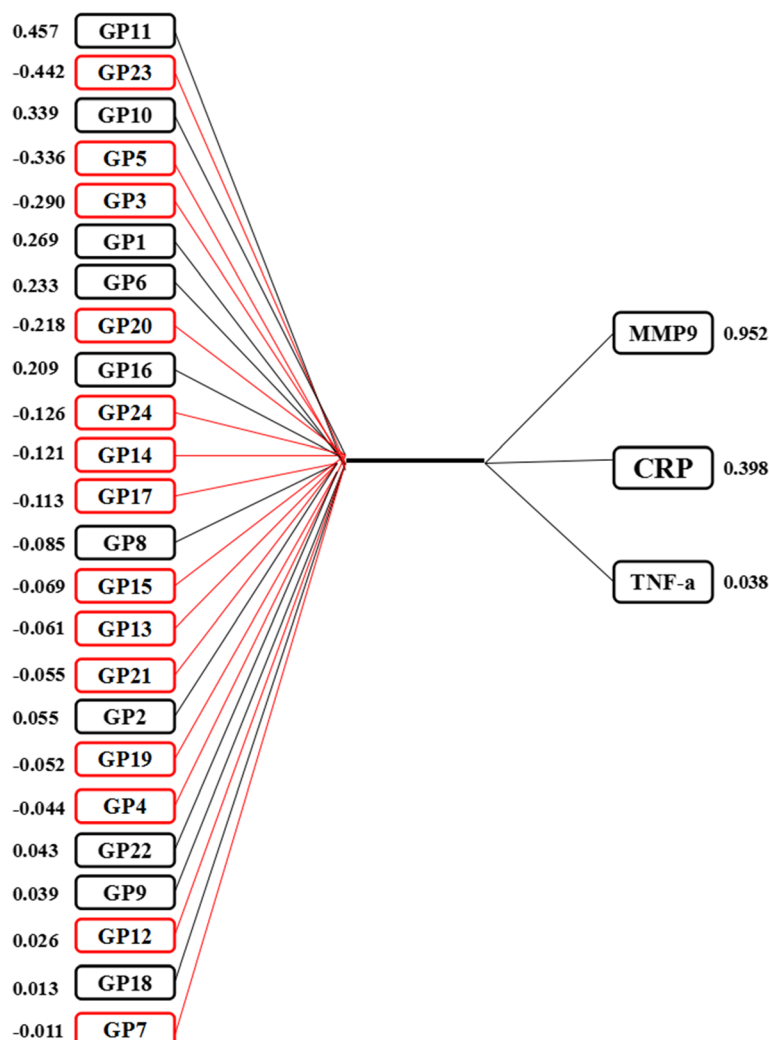 0.457 GP11
-0.442 GP23
0.339 GP10
-0.336 GP5
-0.290 GP3
0.269 GP1
0.233 GP6
-0.218 GP20
0.209 GP16
-0.126 GP24
-0.121 GP14
-0.113 GP17
-0.085 GP8
-0.069 GP15
-0.061 GP13
-0.055 GP21
0.055 GP2
-0.052 GP19
-0.044 GP4
0.043 GP22
0.039 GP9
0.026 GP12
0.013 GP18
-0.011 GP7
MMP9 0.952
CRP 0.398
TNF-a 0.038